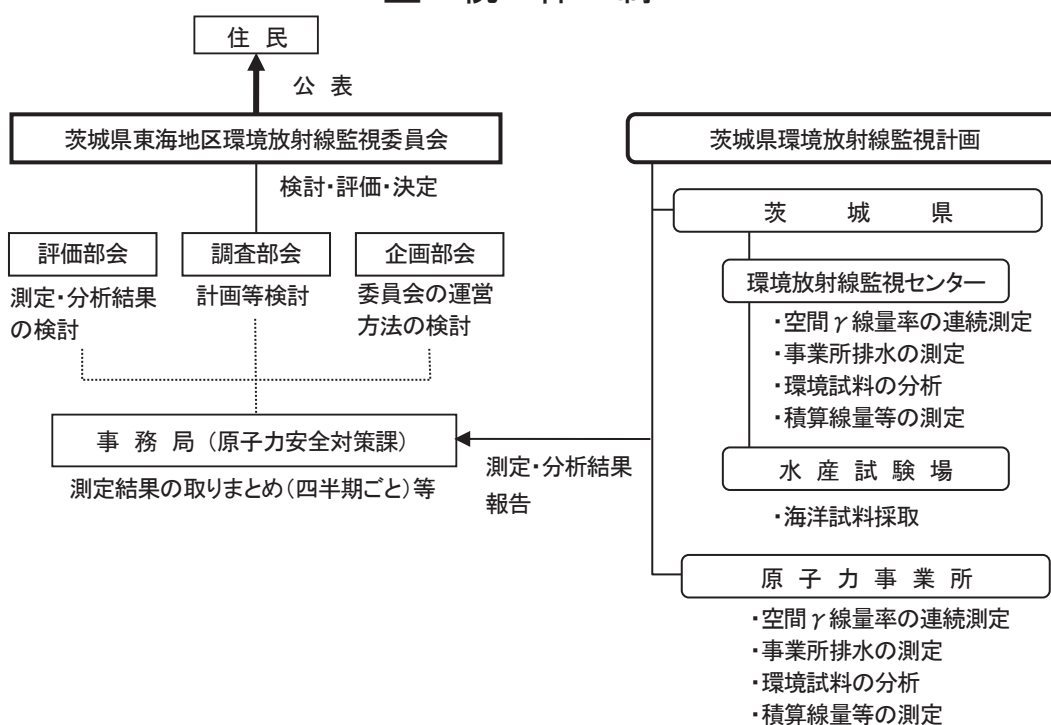 住 民
公 表
茨城県東海地区環境放射線監視委員会
検討・評価・決定
評価部会
測定・分析結果
の検討
調査部会
計画等検討
企画部会
委員会の運営
方法の検討
事 務 局（原子力安全対策課）
測定結果の取りまとめ（四半期ごと）等
測定・分析結果
報告
茨城県環境放射線監視計画
茨 城 県
環境放射線監視センター
・空間γ線量率の連続測定
・事業所排水の測定
・環境試料の分析
・積算線量等の測定
水 産 試 験 場
・海洋試料採取
原 子 力 事 業 所
・空間γ線量率の連続測定
・事業所排水の測定
・環境試料の分析
・積算線量等の測定